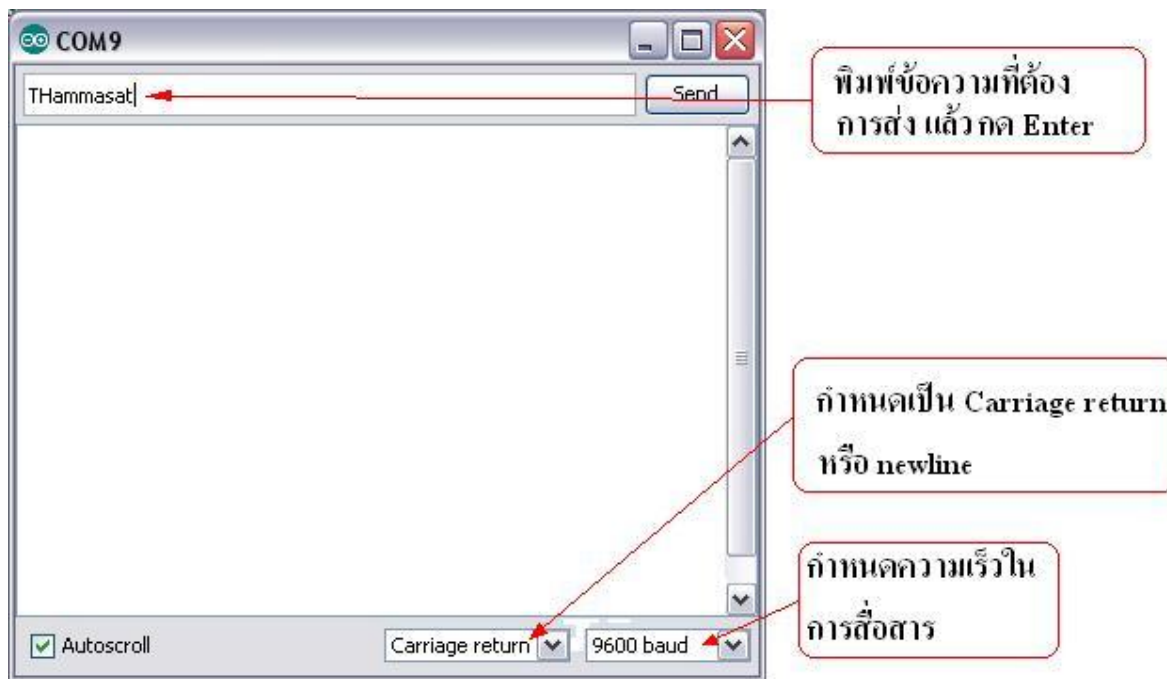 COM9
THammasat
Send
พิมพ์ข้อความที่ต้อง
การส่ง แล้วกด Enter
กำหนดเป็น Carriage return
หรือ newline
กำหนดความเร็วใน
การสื่อสาร
Autoscroll
Carriage return
9600 baud